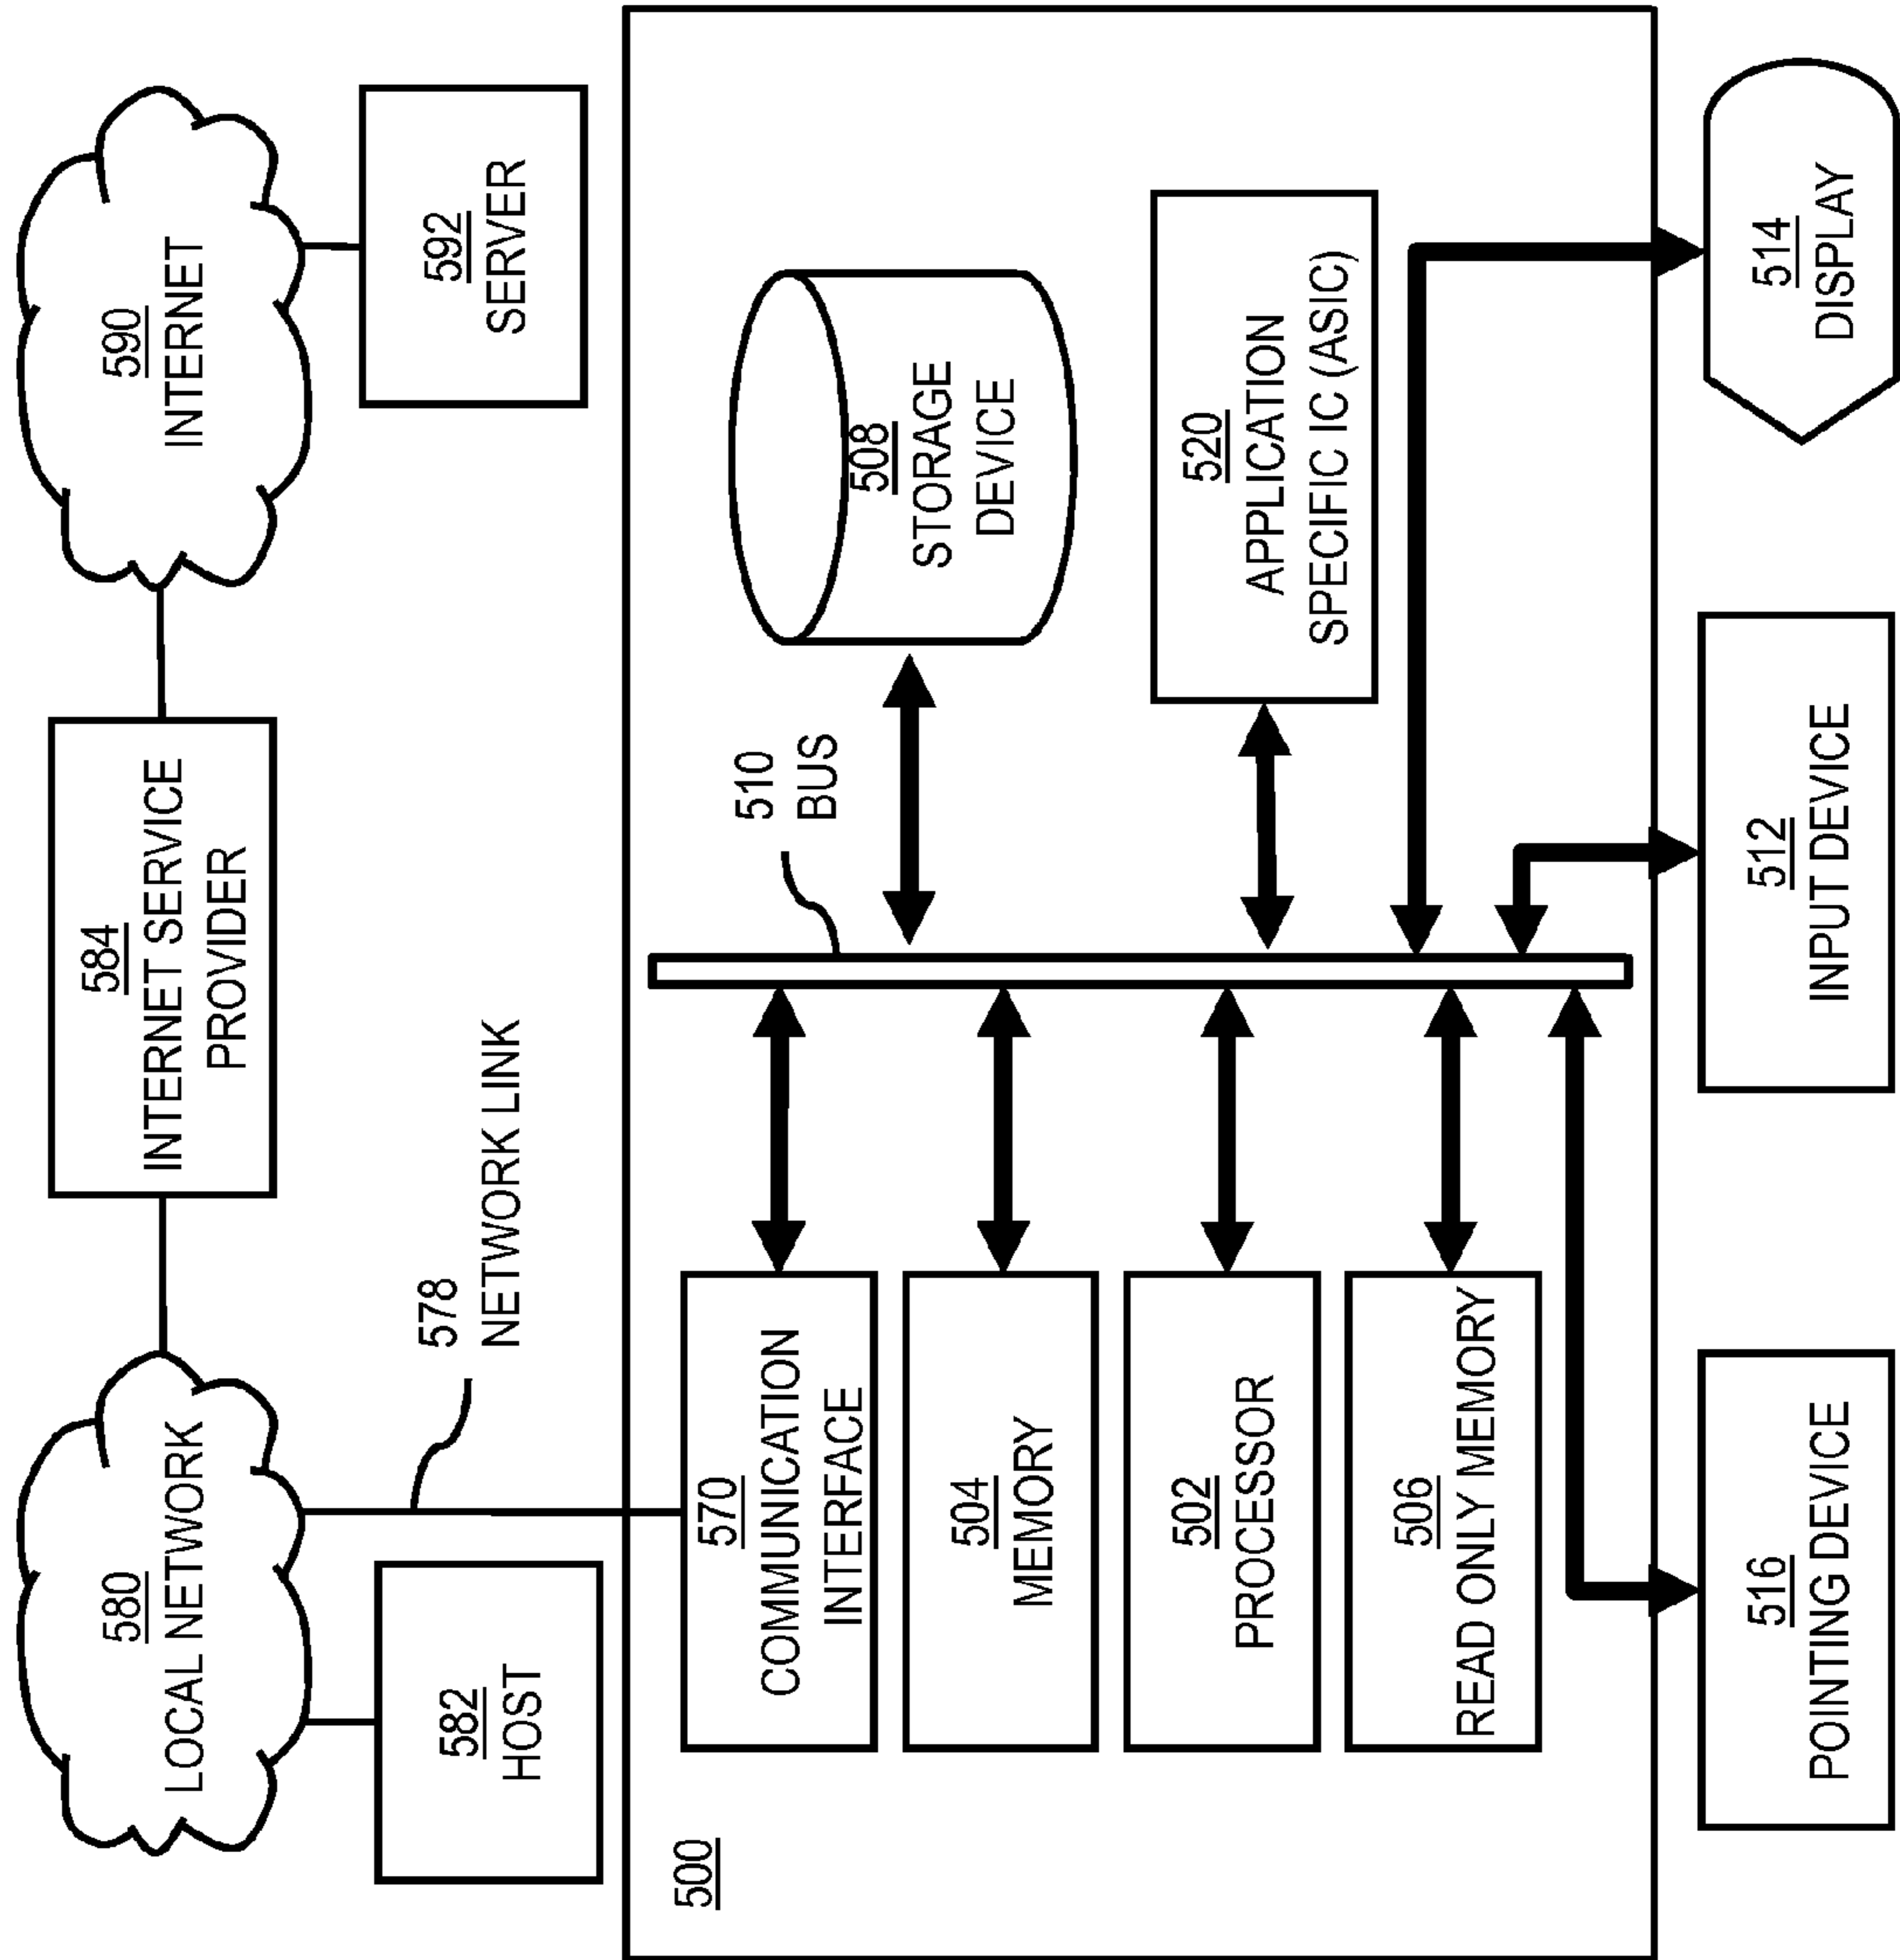 580
LOCAL NETWORK
584
INTERNET SERVICE
PROVIDER
590
INTERNET
582
HOST
578
NETWORK LINK
592
SERVER
500
570
COMMUNICATION
INTERFACE
504
MEMORY
502
PROCESSOR
506
READ ONLY MEMORY
510
BUS
508
STORAGE
DEVICE
520
APPLICATION
SPECIFIC IC (ASIC)
516
POINTING DEVICE
512
INPUT DEVICE
514
DISPLAY